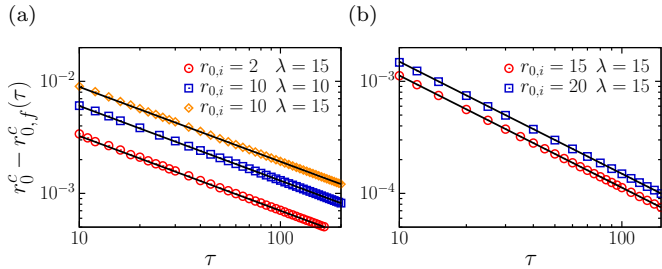 (a)
r_{0,i} = 2 λ = 15
r_{0,i} = 10 λ = 10
r_{0,i} = 10 λ = 15
10^{-2}
10^{-3}
r_0^c − r_{0,f}^c(τ)
10
100
τ
(b)
r_{0,i} = 15 λ = 15
r_{0,i} = 20 λ = 15
10^{-3}
10^{-4}
10
100
τ